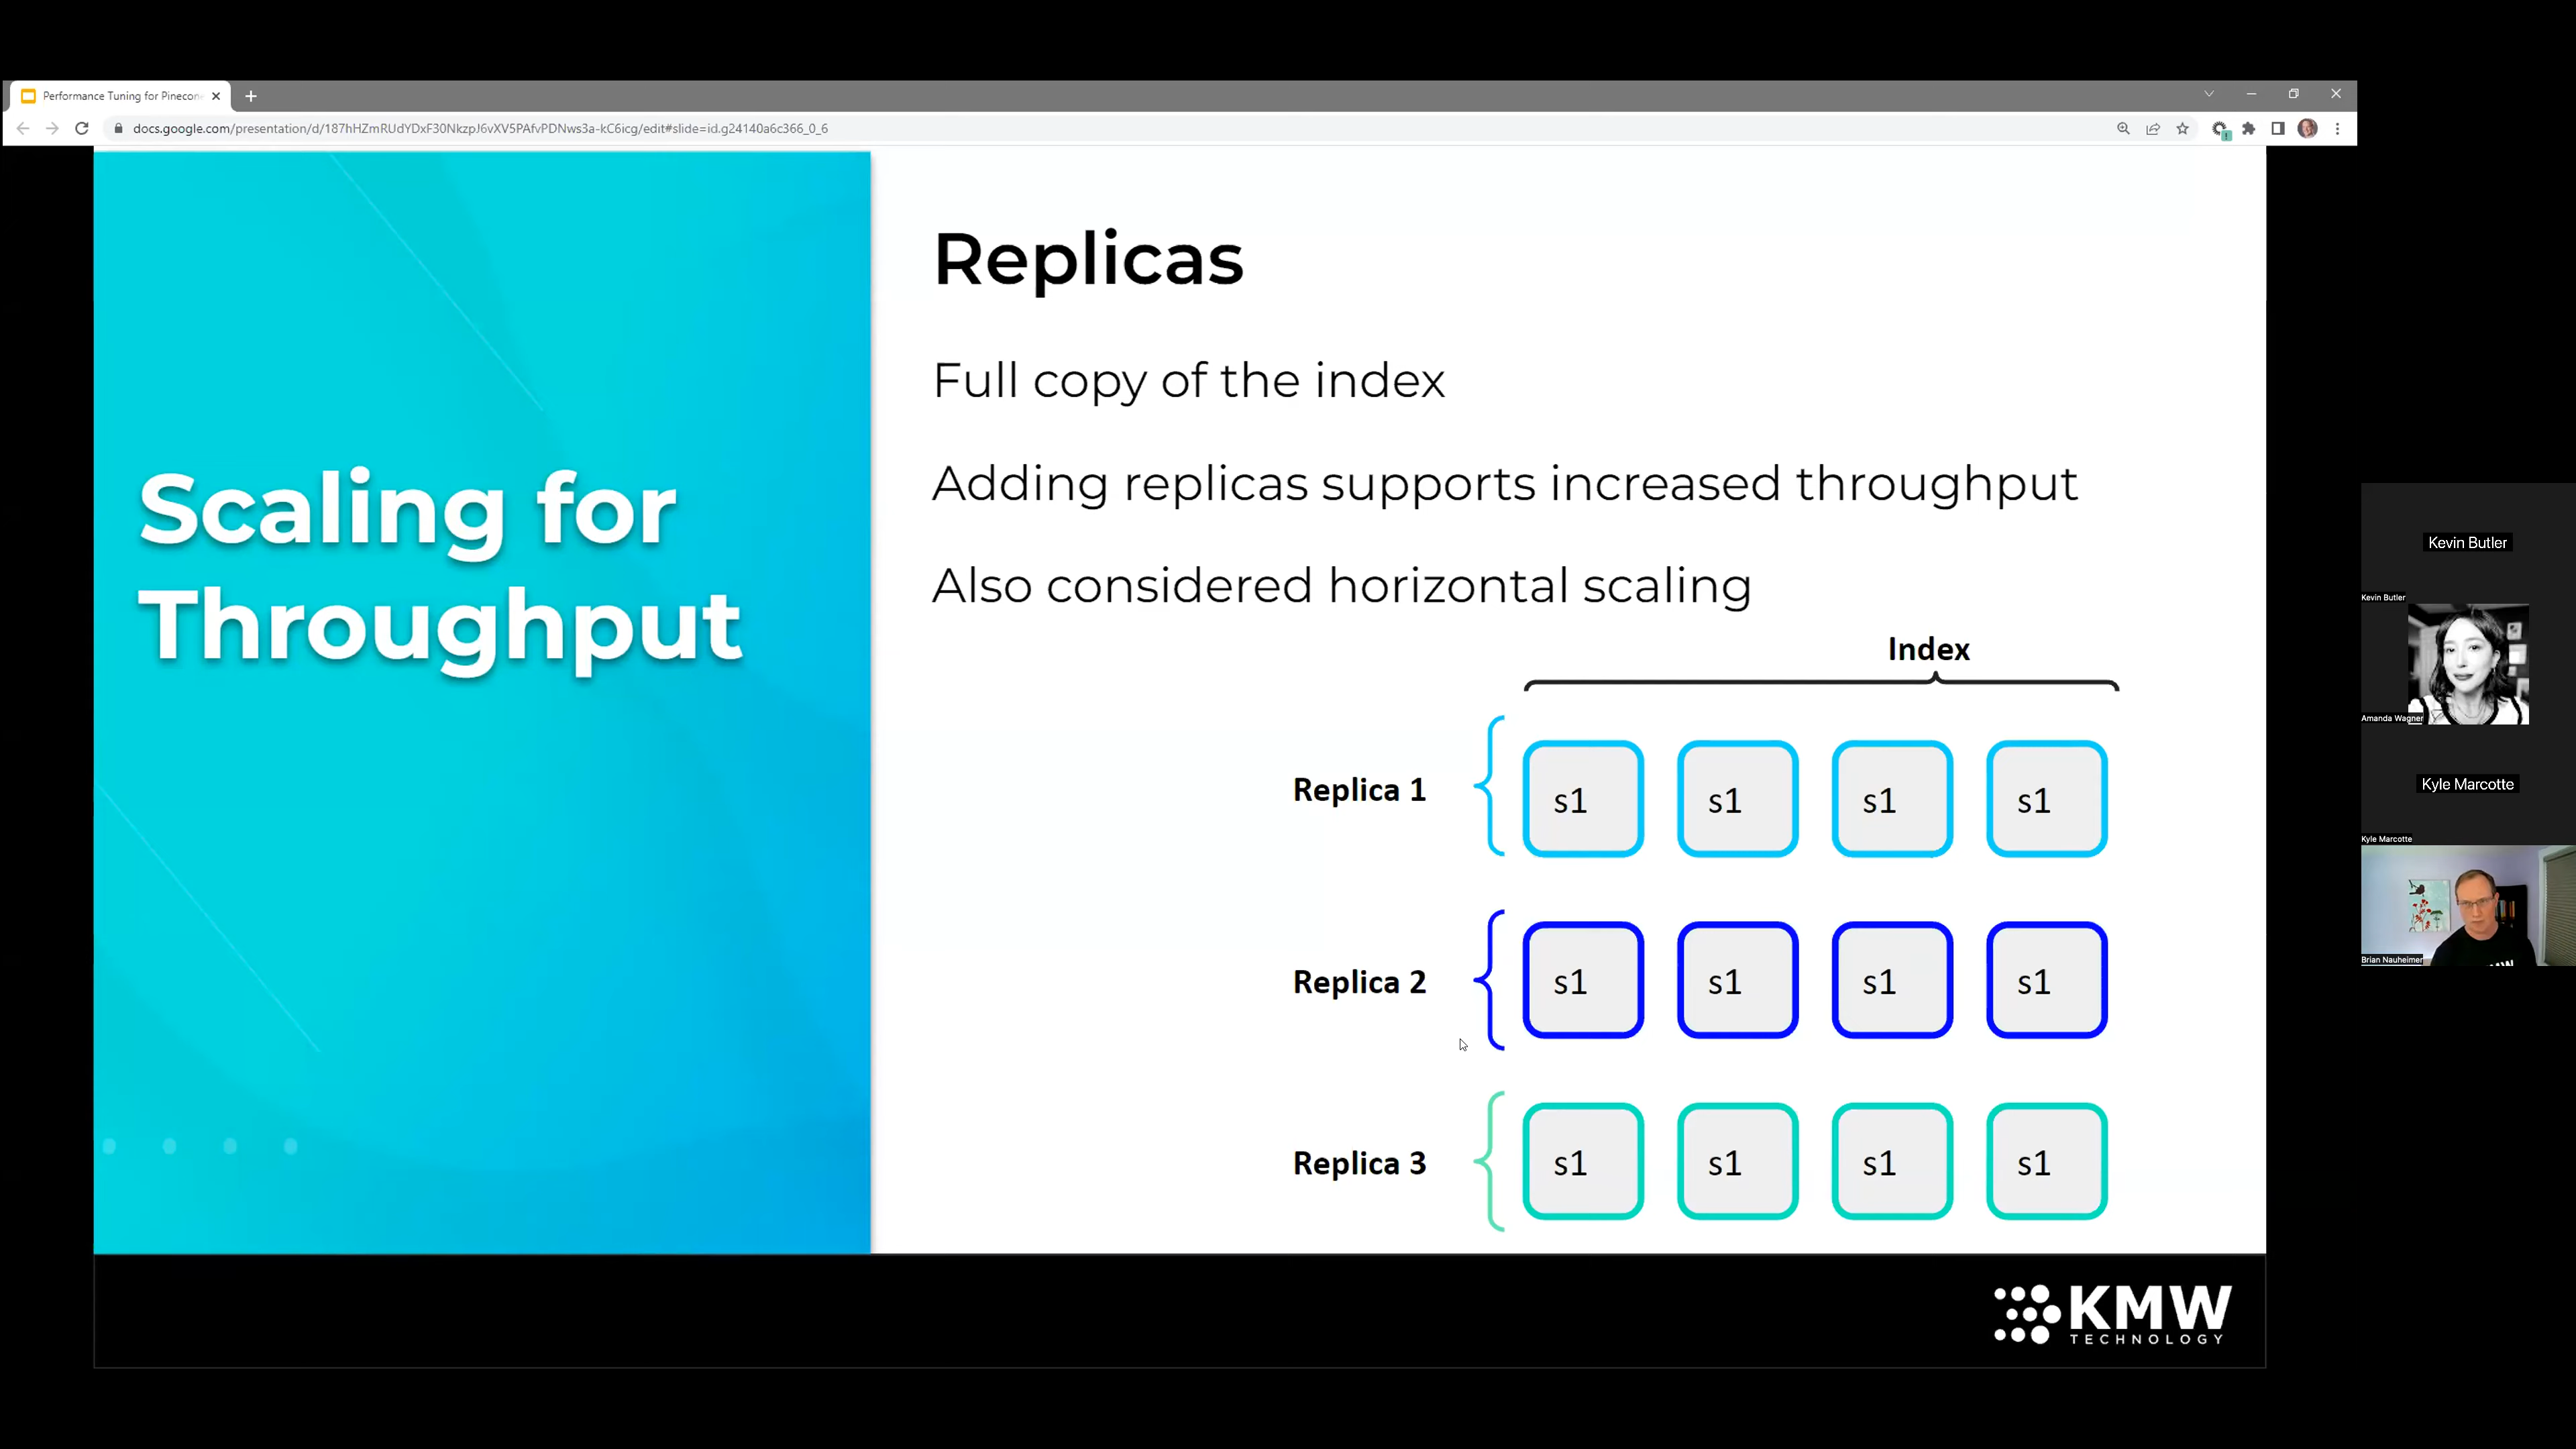 Performance Tuning for Pinecon
docs.google.com/presentation/d/187hHZmRUdYDxF30NkzpJ6vXV5PAfvPDNws3a-kC6icg/edit#slide=id.g24140a6c366_0_6
Scaling for
Throughput
Replicas
Full copy of the index
Adding replicas supports increased throughput
Also considered horizontal scaling
Index
Replica 1
s1 s1 s1 s1
Replica 2
s1 s1 s1 s1
Replica 3
s1 s1 s1 s1
KMW
TECHNOLOGY
Kevin Butler
Kevin Butler
Amanda Wagner
Kyle Marcotte
Kyle Marcotte
Brian Nauheimer